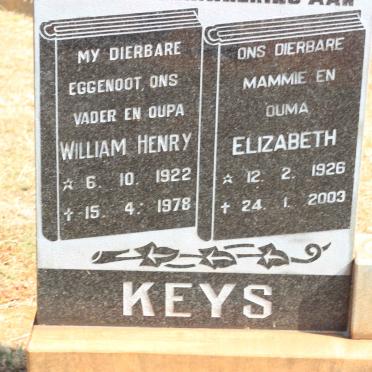 AAN
MY DIERBARE
EGGENOOT, ONS
VADER EN OUPA
WILLIAM HENRY
☆ 6. 10. 1922
✝ 15. 4. 1978
ONS DIERBARE
MAMMIE EN
OUMA
ELIZABETH
☆ 12. 2. 1926
✝ 24. 1. 2003
KEYS